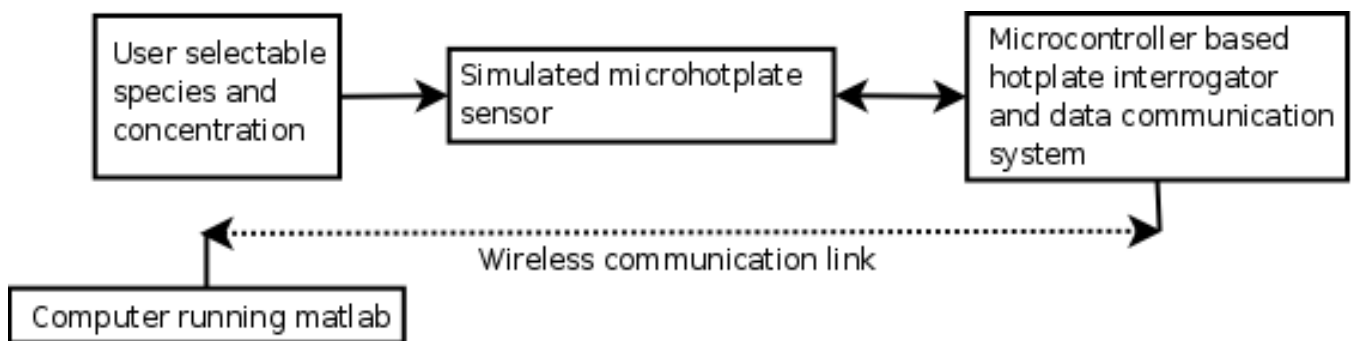 User selectable
species and
concentration
Simulated microhotplate
sensor
Microcontroller based
hotplate interrogator
and data communication
system
Wireless communication link
Computer running matlab